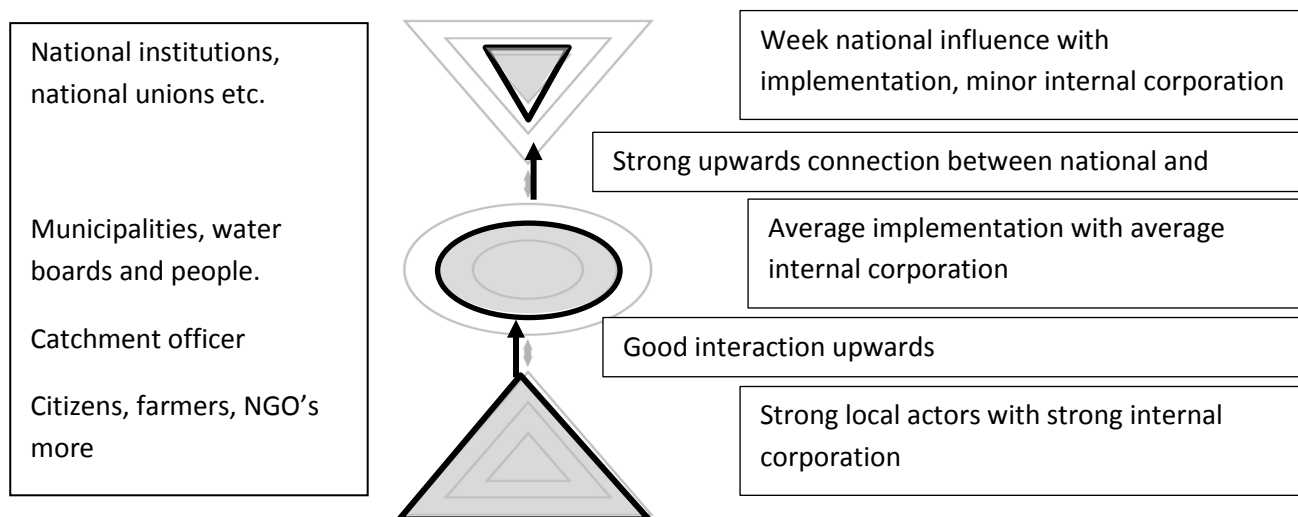 National institutions,
national unions etc.
Municipalities, water
boards and people.
Catchment officer
Citizens, farmers, NGO’s
more
Week national influence with
implementation, minor internal corporation
Strong upwards connection between national and
Average implementation with average
internal corporation
Good interaction upwards
Strong local actors with strong internal
corporation